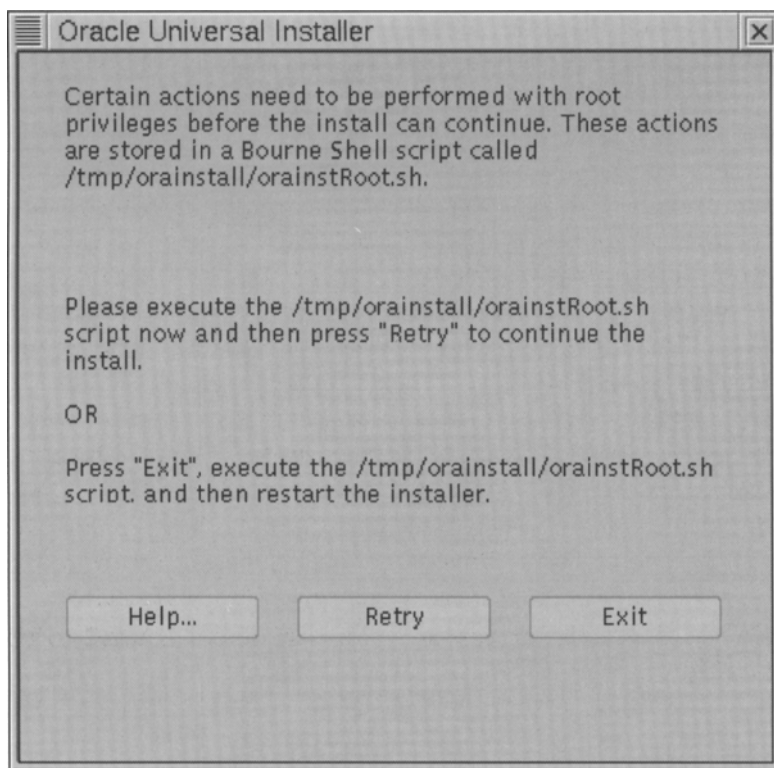 Oracle Universal Installer
Certain actions need to be performed with root
privileges before the install can continue. These actions
are stored in a Bourne Shell script called
/tmp/orainstall/orainstRoot.sh.
Please execute the /tmp/orainstall/orainstRoot.sh
script now and then press "Retry" to continue the
install.
OR
Press "Exit", execute the /tmp/orainstall/orainstRoot.sh
script, and then restart the installer.
Help... Retry Exit